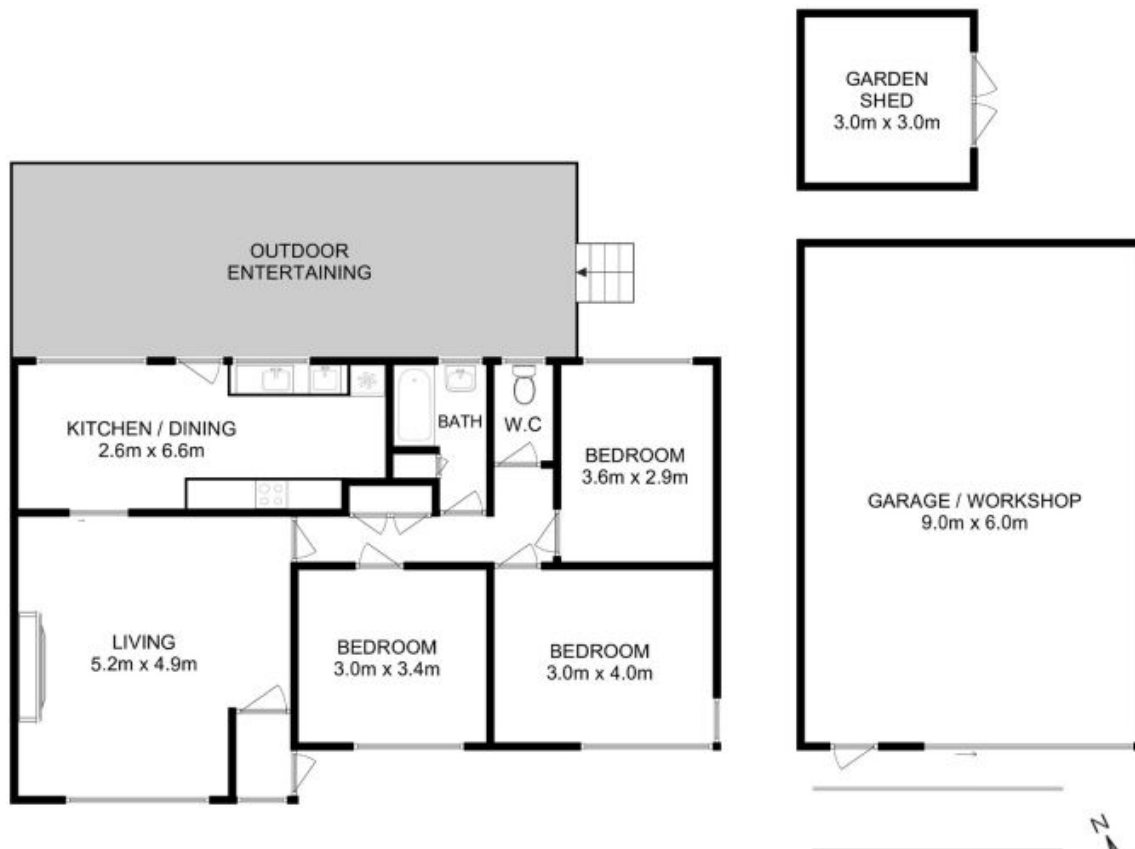 GARDEN
SHED
3.0m x 3.0m
OUTDOOR
ENTERTAINING
KITCHEN / DINING
2.6m x 6.6m
BATH
W.C
BEDROOM
3.6m x 2.9m
GARAGE / WORKSHOP
9.0m x 6.0m
LIVING
5.2m x 4.9m
BEDROOM
3.0m x 3.4m
BEDROOM
3.0m x 4.0m
N